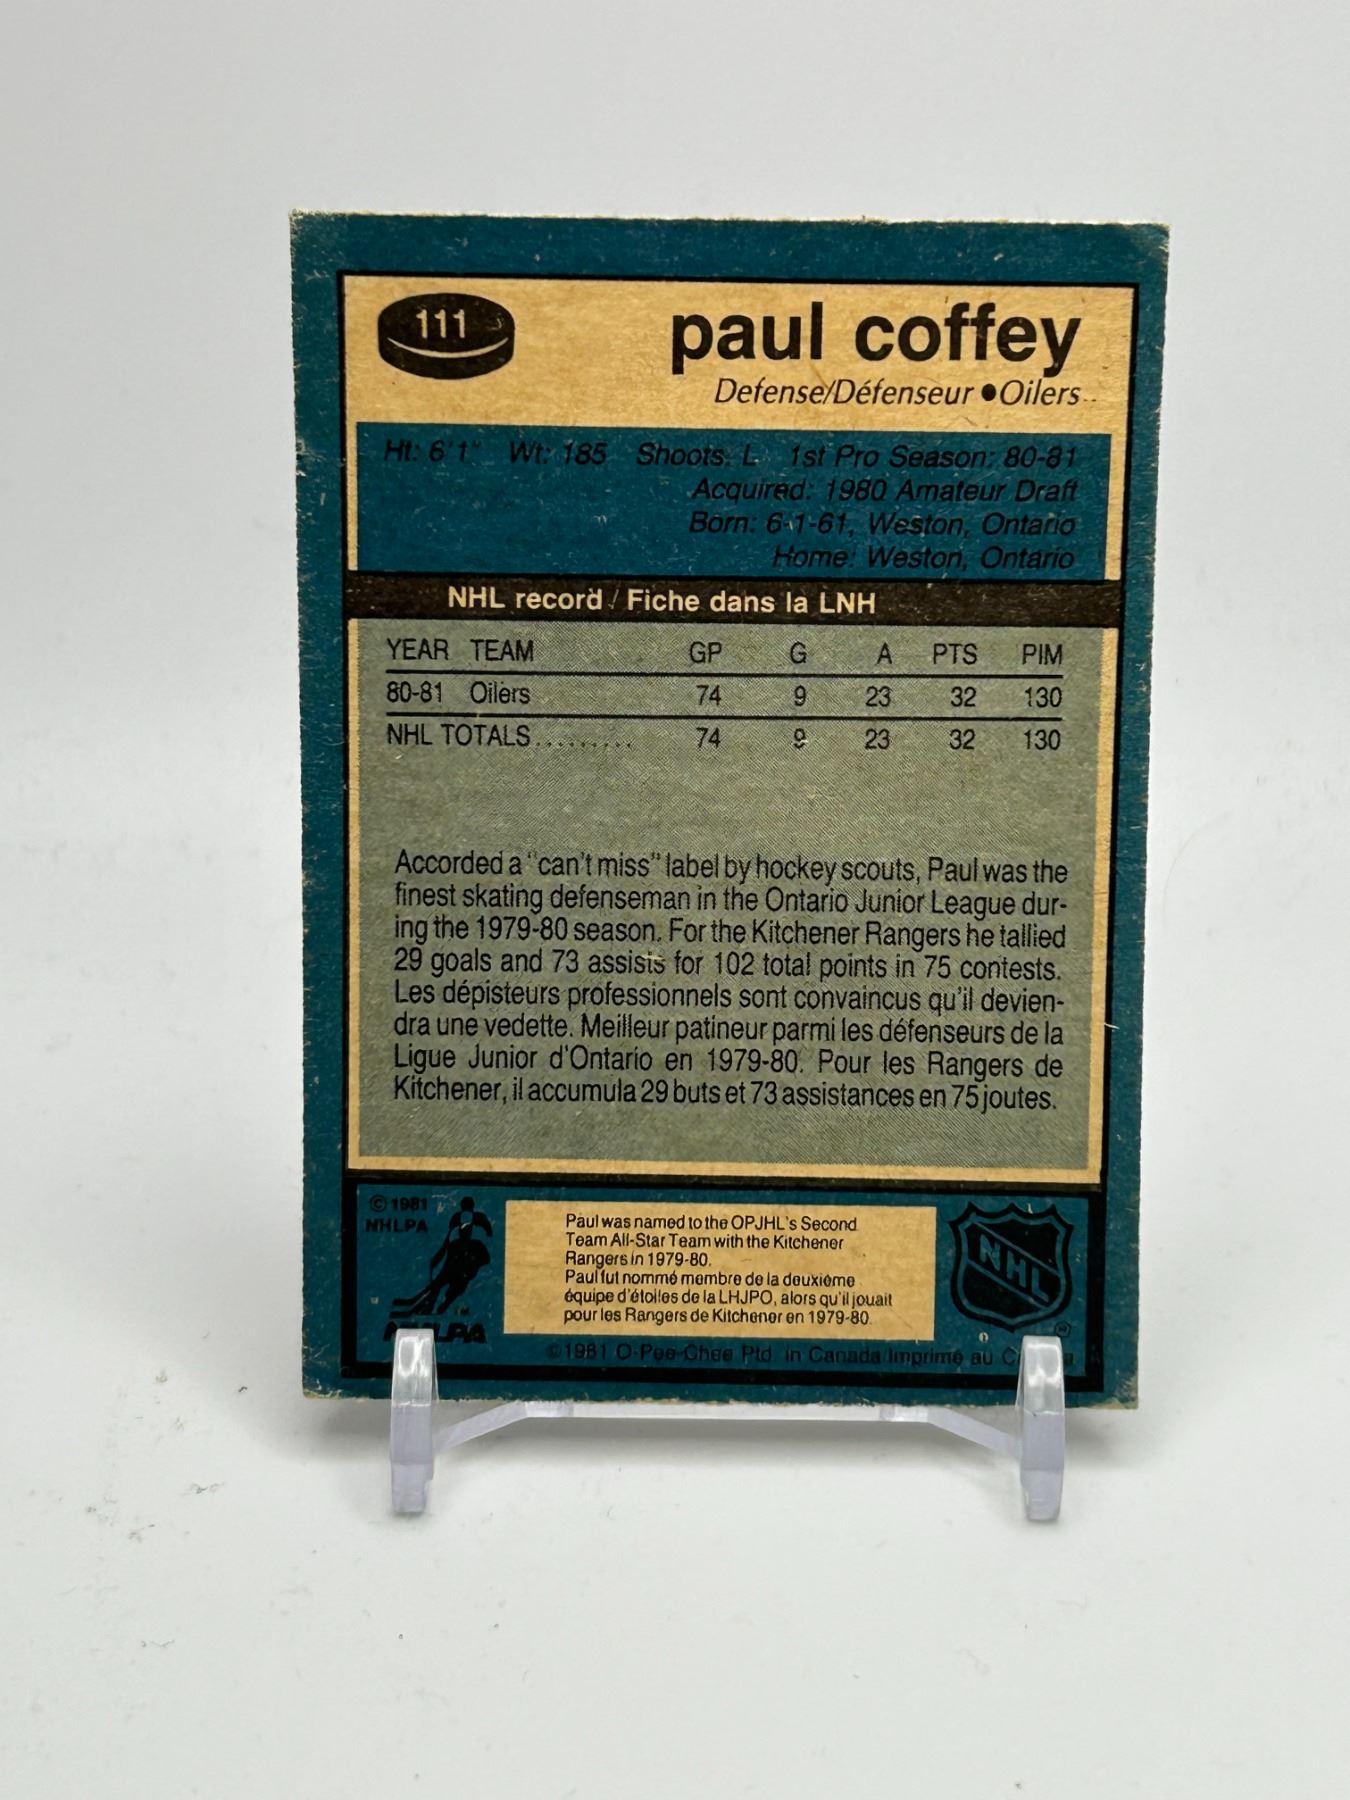 111
paul coffey
Defense/Défenseur ●Oilers
Ht: 6'1" Wt: 185 Shoots: L 1st Pro Season: 80-81
Acquired: 1980 Amateur Draft
Born: 6-1-61, Weston, Ontario
Home: Weston, Ontario
NHL record / Fiche dans la LNH
YEAR TEAM GP G A PTS PIM
80-81 Oilers 74 9 23 32 130
NHL TOTALS......... 74 9 23 32 130
Accorded a "can't miss" label by hockey scouts, Paul was the
finest skating defenseman in the Ontario Junior League dur-
ing the 1979-80 season. For the Kitchener Rangers he tallied
29 goals and 73 assists for 102 total points in 75 contests.
Les dépisteurs professionnels sont convaincus qu'il devien-
dra une vedette. Meilleur patineur parmi les défenseurs de la
Ligue Junior d'Ontario en 1979-80. Pour les Rangers de
Kitchener, il accumula 29 buts et 73 assistances en 75 joutes.
© 1981
NHLPA
NHLPA
Paul was named to the OPJHL's Second
Team All-Star Team with the Kitchener
Rangers in 1979-80.
Paul fut nommé membre de la deuxième
équipe d'étoiles de la LHJPO, alors qu'il jouait
pour les Rangers de Kitchener en 1979-80.
NHL
© 1981 O-Pee-Chee Ptd. in Canada/Imprimé au